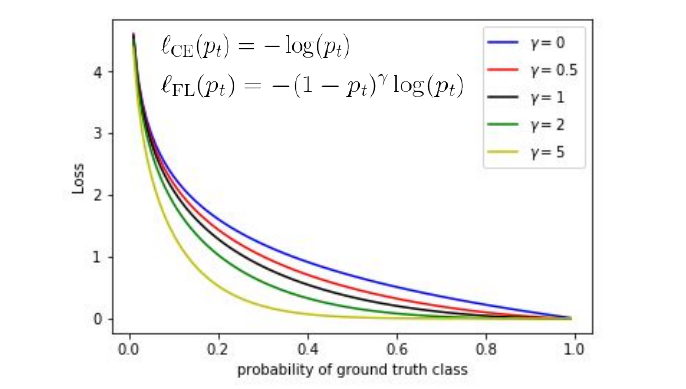 ℓCE(pt) = − log(pt)
ℓFL(pt) = −(1 − pt)^γ log(pt)
γ = 0
γ = 0.5
γ = 1
γ = 2
γ = 5
Loss
4
3
2
1
0
0.0 0.2 0.4 0.6 0.8 1.0
probability of ground truth class